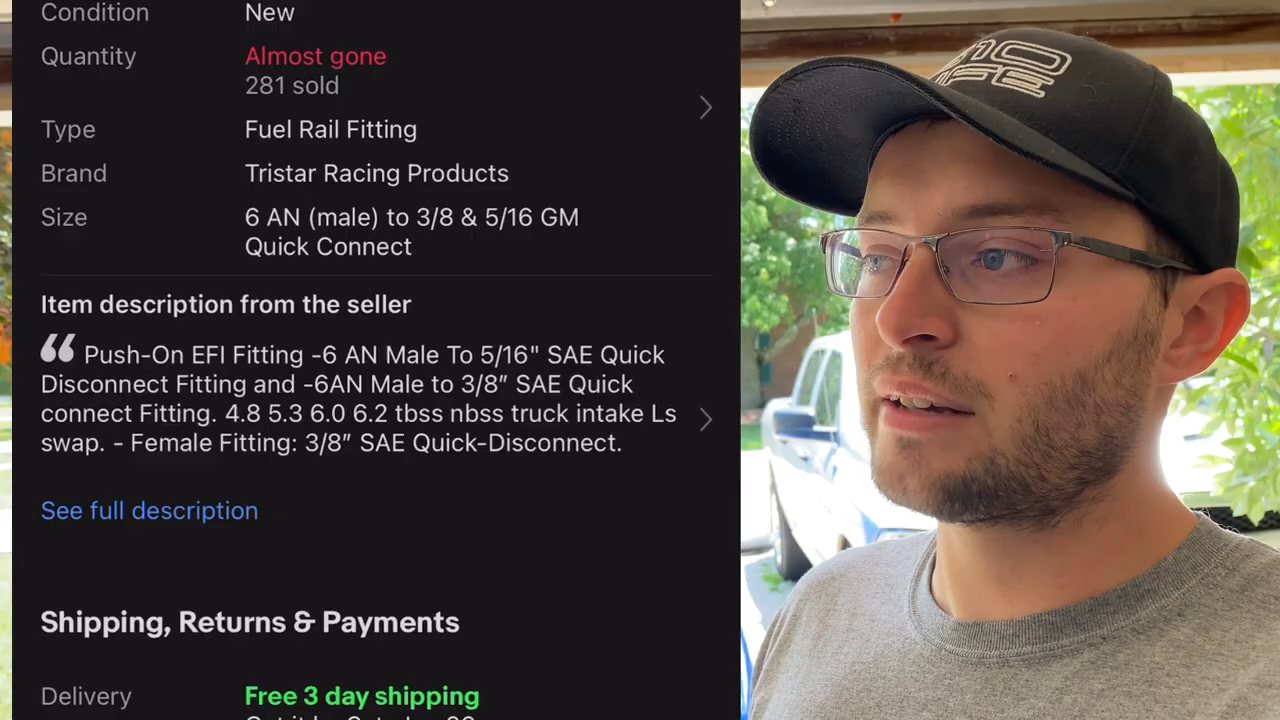 Condition New
Quantity Almost gone
281 sold
Type Fuel Rail Fitting
Brand Tristar Racing Products
Size 6 AN (male) to 3/8 & 5/16 GM
Quick Connect
Item description from the seller
“ Push-On EFI Fitting -6 AN Male To 5/16" SAE Quick
Disconnect Fitting and -6AN Male to 3/8” SAE Quick
connect Fitting. 4.8 5.3 6.0 6.2 tbss nbss truck intake Ls
swap. - Female Fitting: 3/8” SAE Quick-Disconnect.
See full description
Shipping, Returns & Payments
Delivery Free 3 day shipping